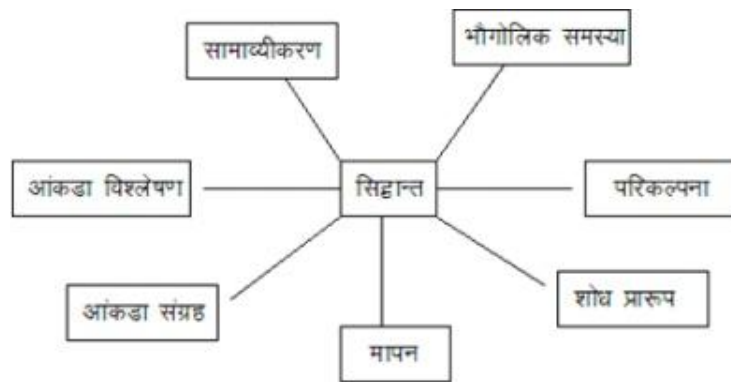 सामाव्यीकरण
भौगोलिक समस्या
आंकडा विश्लेषण
सिद्वान्त
परिकल्पना
आंकडा संग्रह
शोध प्रारूप
मापन